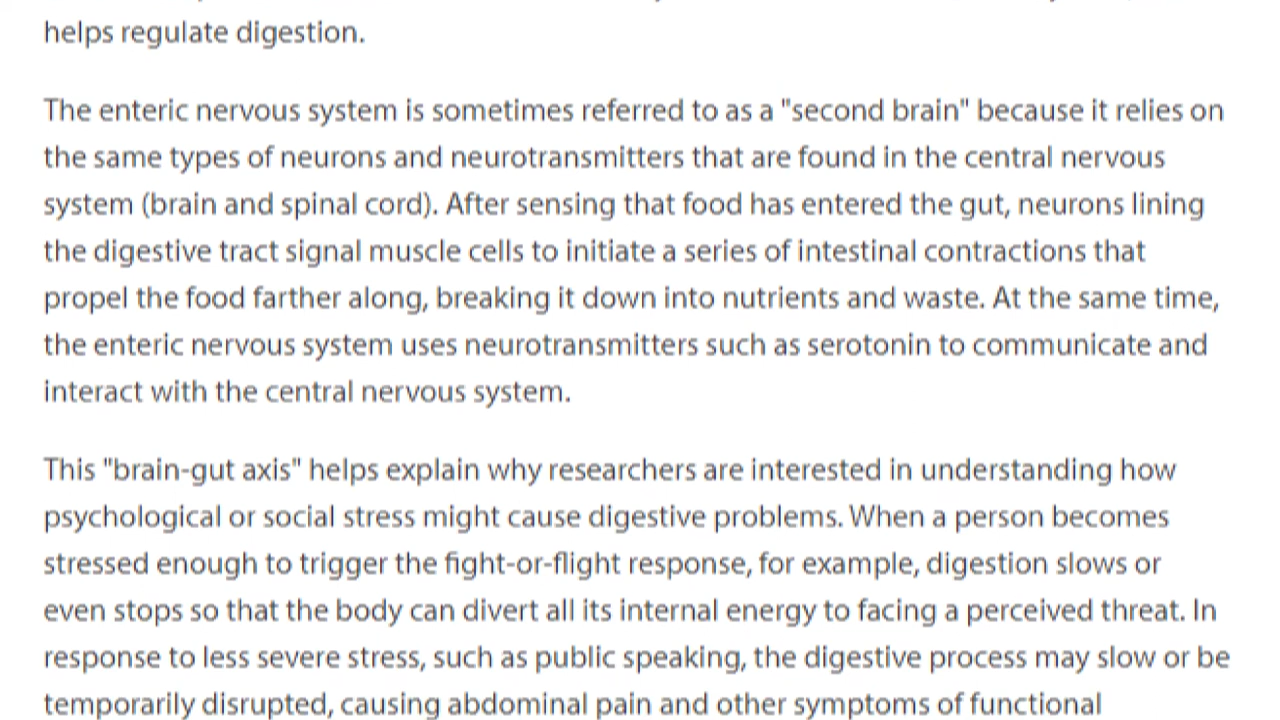 helps regulate digestion.
The enteric nervous system is sometimes referred to as a "second brain" because it relies on
the same types of neurons and neurotransmitters that are found in the central nervous
system (brain and spinal cord). After sensing that food has entered the gut, neurons lining
the digestive tract signal muscle cells to initiate a series of intestinal contractions that
propel the food farther along, breaking it down into nutrients and waste. At the same time,
the enteric nervous system uses neurotransmitters such as serotonin to communicate and
interact with the central nervous system.
This "brain-gut axis" helps explain why researchers are interested in understanding how
psychological or social stress might cause digestive problems. When a person becomes
stressed enough to trigger the fight-or-flight response, for example, digestion slows or
even stops so that the body can divert all its internal energy to facing a perceived threat. In
response to less severe stress, such as public speaking, the digestive process may slow or be
temporarily disrupted, causing abdominal pain and other symptoms of functional